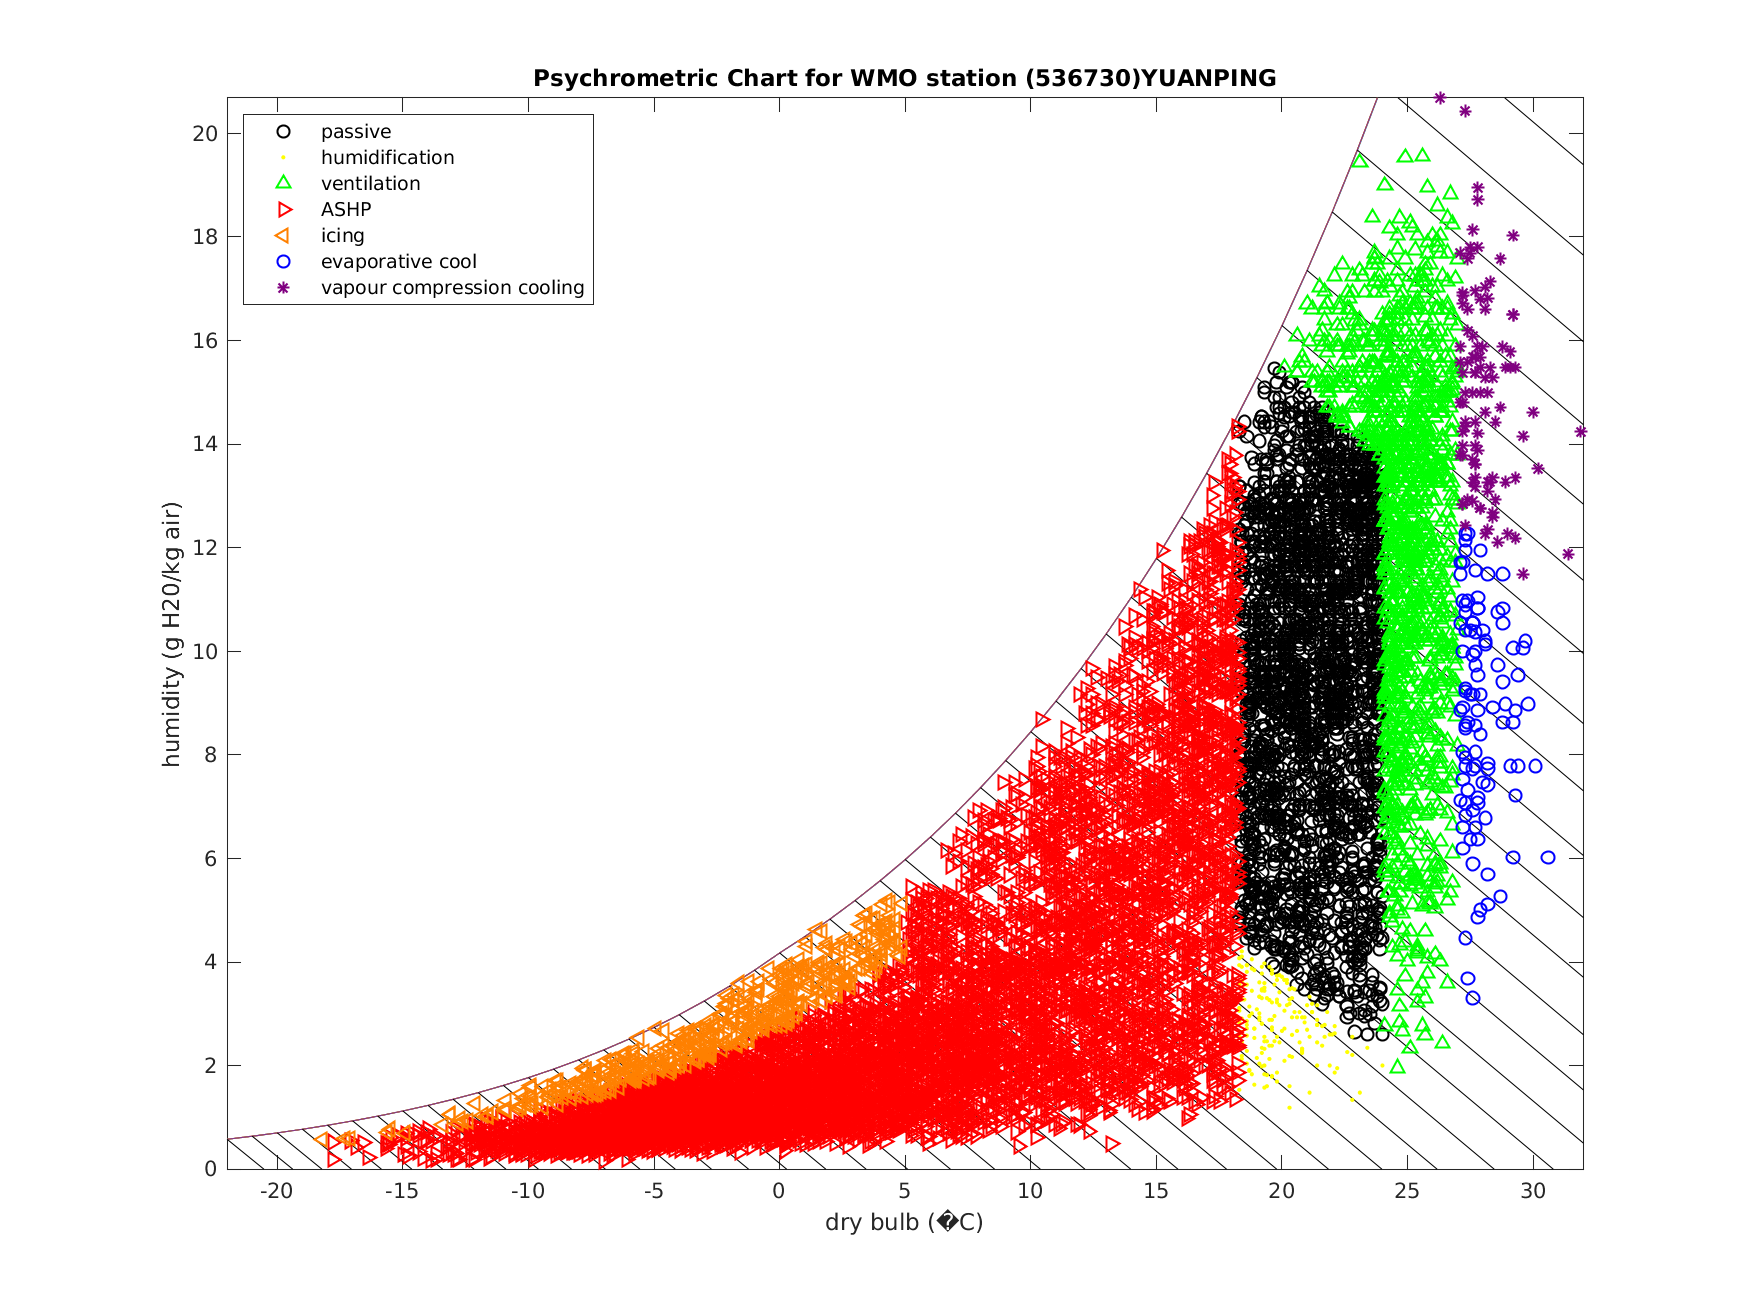 Psychrometric Chart for WMO station (536730)YUANPING
passive
humidification
ventilation
ASHP
icing
evaporative cool
vapour compression cooling
humidity (g H20/kg air)
20
18
16
14
12
10
8
6
4
2
0
-20 -15 -10 -5 0 5 10 15 20 25 30
dry bulb (�C)